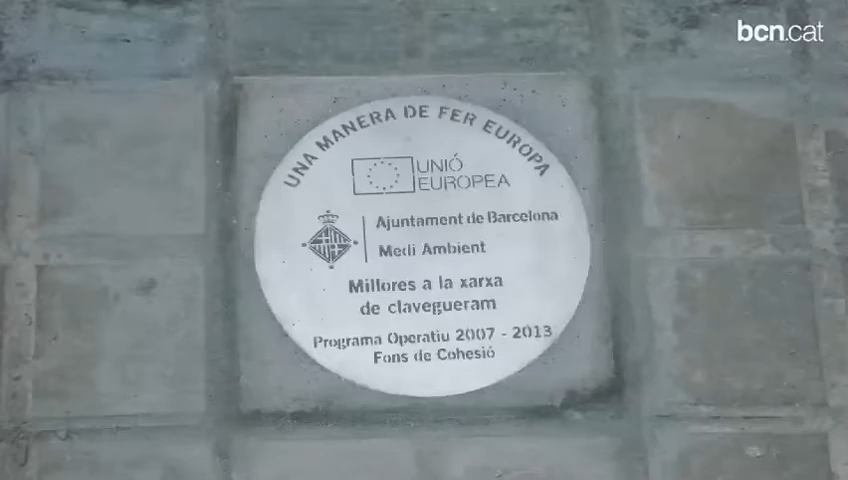 bcn.cat
UNA MANERA DE FER EUROPA
UNIÓ
EUROPEA
Ajuntament de Barcelona
Medi Ambient
Millores a la xarxa
de clavegueram
Programa Operatiu 2007 - 2013
Fons de Cohesió